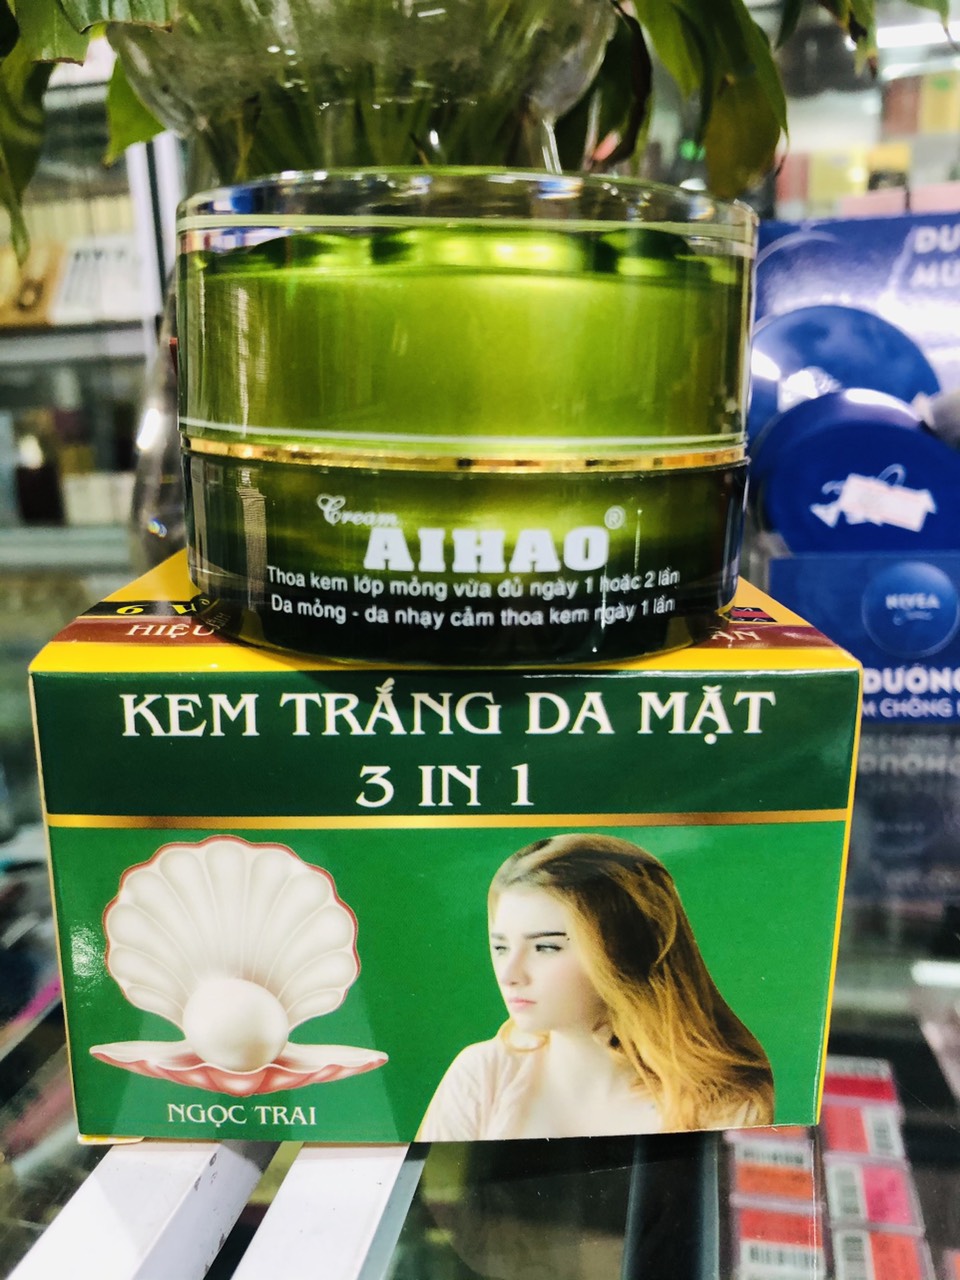 Cream
AIHAO®
Thoa kem lớp mỏng vừa đủ ngày 1 hoặc 2 lần
Da mỏng - da nhạy cảm thoa kem ngày 1 lần
KEM TRẮNG DA MẶT
3 IN 1
NGỌC TRAI
NIVEA
DƯỠNG